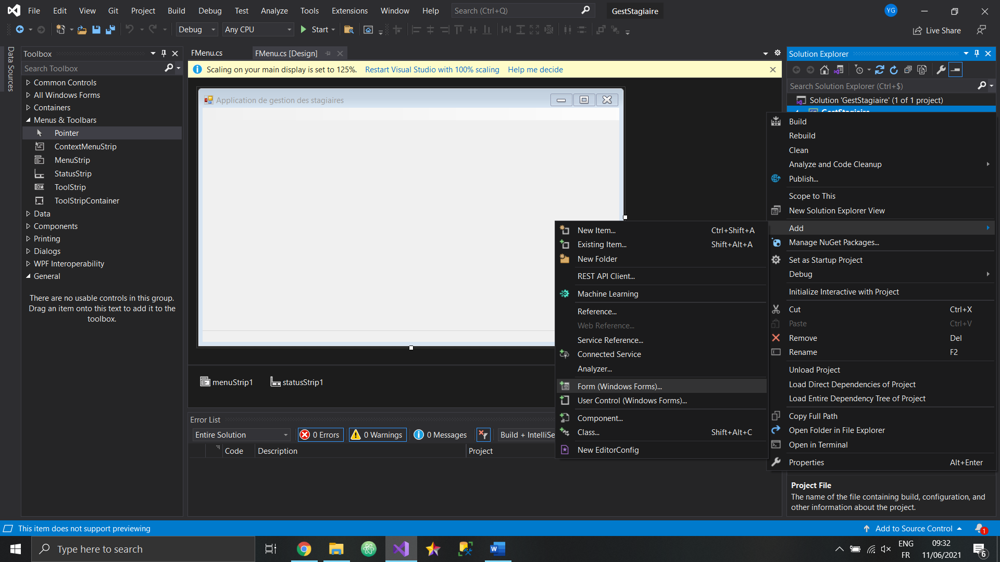 File Edit View Git Project Build Debug Test Analyze Tools Extensions Window Help Search (Ctrl+Q) GestStagiaire YG
Debug Any CPU Start Live Share
Data Sources
Toolbox
Search Toolbox
Common Controls
All Windows Forms
Containers
Menus & Toolbars
Pointer
ContextMenuStrip
MenuStrip
StatusStrip
ToolStrip
ToolStripContainer
Data
Components
Printing
Dialogs
WPF Interoperability
General
There are no usable controls in this group.
Drag an item onto this text to add it to the
toolbox.
FMenu.cs FMenu.cs [Design]
Scaling on your main display is set to 125%. Restart Visual Studio with 100% scaling Help me decide
Application de gestion des stagiaires
menuStrip1 statusStrip1
Error List
Entire Solution 0 Errors 0 Warnings 0 Messages Build + IntelliSe
Code Description Project
New Item... Ctrl+Shift+A
Existing Item... Shift+Alt+A
New Folder
REST API Client...
Machine Learning
Reference...
Web Reference...
Service Reference...
Connected Service
Analyzer...
Form (Windows Forms)...
User Control (Windows Forms)...
Component...
Class... Shift+Alt+C
New EditorConfig
Solution Explorer
Search Solution Explorer (Ctrl+$)
Solution 'GestStagiaire' (1 of 1 project)
GestStagiaire
Build
Rebuild
Clean
Analyze and Code Cleanup
Publish...
Scope to This
New Solution Explorer View
Add
Manage NuGet Packages...
Set as Startup Project
Debug
Initialize Interactive with Project
Cut Ctrl+X
Paste Ctrl+V
Remove Del
Rename F2
Unload Project
Load Direct Dependencies of Project
Load Entire Dependency Tree of Project
Copy Full Path
Open Folder in File Explorer
Open in Terminal
Properties Alt+Enter
Project File
The name of the file containing build, configuration, and
other information about the project.
This item does not support previewing Add to Source Control 1
Type here to search
ENG
FR
09:32
11/06/2021
6